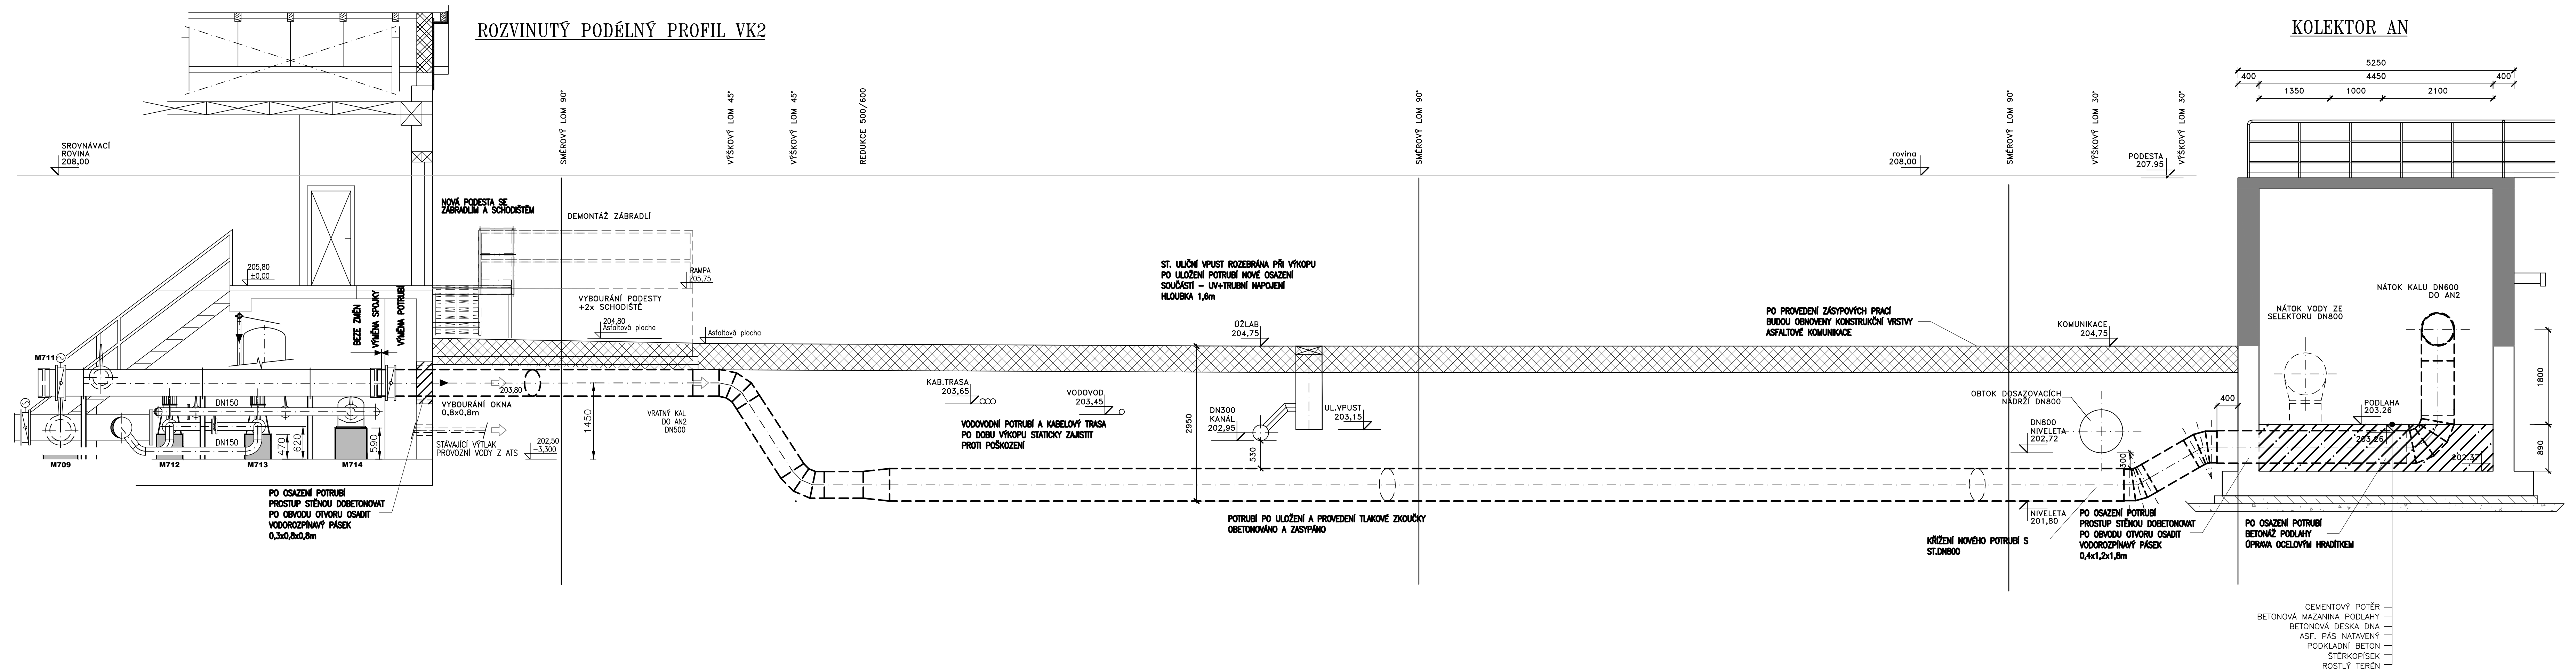 ROZVINUTÝ PODÉLNÝ PROFIL VK2
KOLEKTOR AN
5250
400
4450
400
1350
1000
2100
SMĚROVÝ LOM 90°
VÝŠKOVÝ LOM 45°
VÝŠKOVÝ LOM 45°
REDUKCE 500/600
SMĚROVÝ LOM 90°
SMĚROVÝ LOM 90°
VÝŠKOVÝ LOM 30°
VÝŠKOVÝ LOM 30°
SROVNÁVACÍ
ROVINA
208,00
rovina
208,00
PODESTA
207.95
NOVÁ PODESTA SE
ZÁBRADLÍM A SCHODIŠTĚM
DEMONTÁŽ ZÁBRADLÍ
205,80
±0,00
RAMPA
205,75
BEZE ZMĚN
VÝMĚNA SPOJKY
VÝMĚNA POTRUBÍ
VYBOURÁNÍ PODESTY
+2x SCHODIŠTĚ
204,80
Asfaltová plocha
Asfaltová plocha
ST. ULIČNÍ VPUST ROZEBRÁNA PŘI VÝKOPU
PO ULOŽENÍ POTRUBÍ NOVÉ OSAZENÍ
SOUČÁSTÍ – UV+TRUBNÍ NAPOJENÍ
HLOUBKA 1,6m
ÚŽLAB
204,75
PO PROVEDENÍ ZÁSYPOVÝCH PRACÍ
BUDOU OBNOVENY KONSTRUKČNÍ VRSTVY
ASFALTOVÉ KOMUNIKACE
KOMUNIKACE
204,75
NÁTOK KALU DN600
DO AN2
NÁTOK VODY ZE
SELEKTORU DN800
M711
DN150
DN150
470
620
590
M709
M712
M713
M714
203,80
VYBOURÁNÍ OKNA
0,8x0,8m
STÁVAJÍCÍ VÝTLAK
PROVOZNÍ VODY Z ATS
202,50
-3,300
1450
VRATNÝ KAL
DO AN2
DN500
KAB.TRASA
203,65
VODOVOD
203,45
VODOVODNÍ POTRUBÍ A KABELOVÝ TRASA
PO DOBU VÝKOPU STATICKY ZAJISTIT
PROTI POŠKOZENÍ
2950
DN300
KANÁL
202,95
530
UL.VPUST
203,15
OBTOK DOSAZOVACÍCH
NÁDRŽÍ DN800
DN800
NIVELETA
202,72
300
400
PODLAHA
203.26
203.26
202.37
1800
890
PO OSAZENÍ POTRUBÍ
PROSTUP STĚNOU DOBETONOVAT
PO OBVODU OTVORU OSADIT
VODOROZPÍNAVÝ PÁSEK
0,3x0,8x0,8m
POTRUBÍ PO ULOŽENÍ A PROVEDENÍ TLAKOVÉ ZKOUČKY
OBETONOVÁNO A ZASYPÁNO
NIVELETA
201,80
KŘÍŽENÍ NOVÉHO POTRUBÍ S
ST.DN800
PO OSAZENÍ POTRUBÍ
PROSTUP STĚNOU DOBETONOVAT
PO OBVODU OTVORU OSADIT
VODOROZPÍNAVÝ PÁSEK
0,4x1,2x1,8m
PO OSAZENÍ POTRUBÍ
BETONÁŽ PODLAHY
ÚPRAVA OCELOVÝM HRADÍTKEM
CEMENTOVÝ POTĚR
BETONOVÁ MAZANINA PODLAHY
BETONOVÁ DESKA DNA
ASF. PÁS NATAVENÝ
PODKLADNÍ BETON
ŠTĚRKOPÍSEK
ROSTLÝ TERÉN